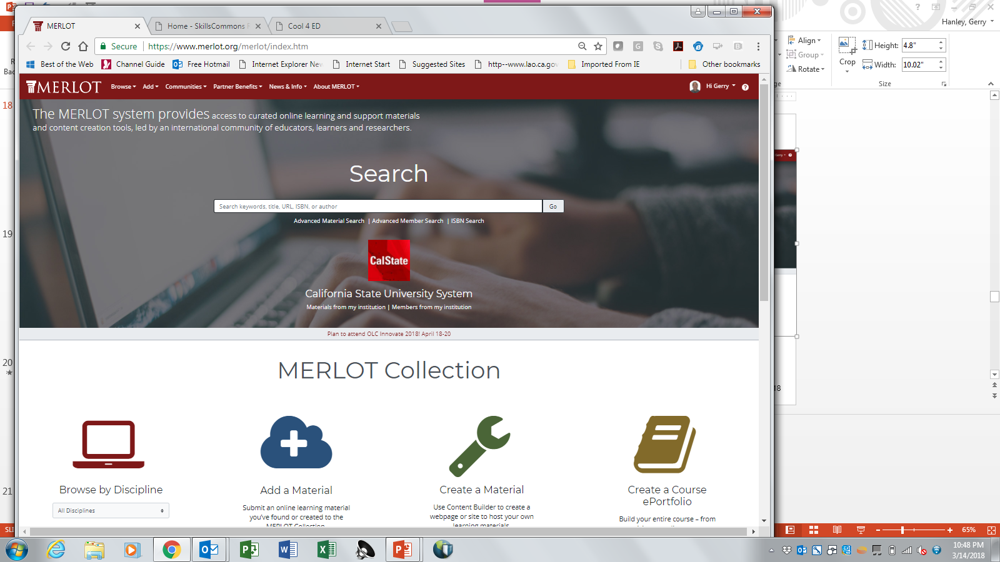 Hanley, Gerry
MERLOT
Home - SkillsCommons
Cool 4 ED
Secure
https://www.merlot.org/merlot/index.htm
Best of the Web
Channel Guide
Free Hotmail
Internet Explorer New
Internet Start
Suggested Sites
http--www.lao.ca.gov
Imported From IE
Other bookmarks
Align
Group
Rotate
Crop
Height:
4.8"
Width:
10.02"
Size
MERLOT
Browse
Add
Communities
Partner Benefits
News & Info
About MERLOT
Hi Gerry
The MERLOT system provides access to curated online learning and support materials
and content creation tools, led by an international community of educators, learners and researchers.
Search
Search keywords, title, URL, ISBN, or author
Go
Advanced Material Search | Advanced Member Search | ISBN Search
CalState
California State University System
Materials from my institution | Members from my institution
Plan to attend OLC Innovate 2018! April 18-20
MERLOT Collection
Browse by Discipline
All Disciplines
Add a Material
Submit an online learning material
you've found or created to the
MERLOT Collection
Create a Material
Use Content Builder to create a
webpage or site to host your own
learning materials
Create a Course
ePortfolio
Build your entire course – from
18
19
20
21
18
SLI
65%
10:48 PM
3/14/2018